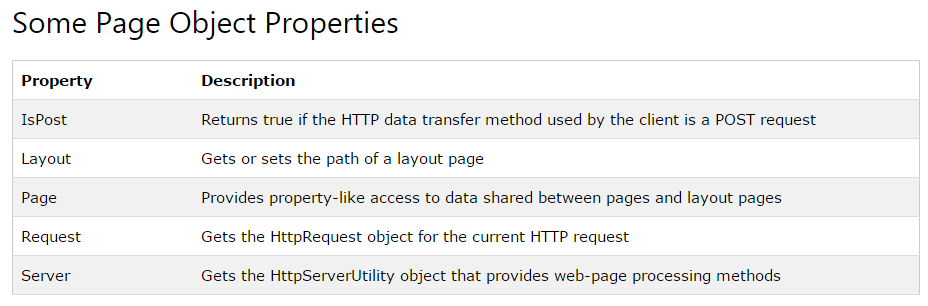 Some Page Object Properties
Property Description
IsPost Returns true if the HTTP data transfer method used by the client is a POST request
Layout Gets or sets the path of a layout page
Page Provides property-like access to data shared between pages and layout pages
Request Gets the HttpRequest object for the current HTTP request
Server Gets the HttpServerUtility object that provides web-page processing methods